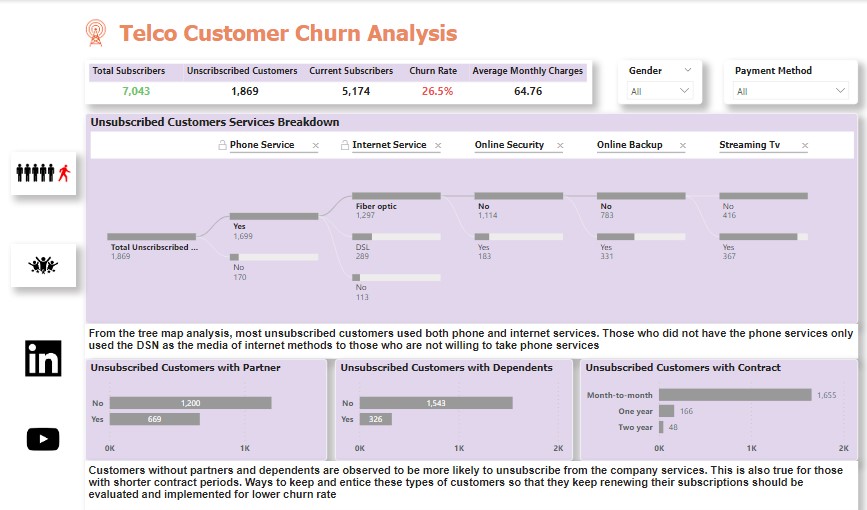 Telco Customer Churn Analysis
Total Subscribers Unscribscribed Customers Current Subscribers Churn Rate Average Monthly Charges
7,043 1,869 5,174 26.5% 64.76
Gender
All
Payment Method
All
Unsubscribed Customers Services Breakdown
Phone Service Internet Service Online Security Online Backup Streaming Tv
Total Unscribscribed ...
1,869
Yes
1,699
No
170
Fiber optic
1,297
DSL
289
No
113
No
1,114
Yes
183
No
783
Yes
331
No
416
Yes
367
From the tree map analysis, most unsubscribed customers used both phone and internet services. Those who did not have the phone services only
used the DSN as the media of internet methods to those who are not willing to take phone services
Unsubscribed Customers with Partner
No 1,200
Yes 669
0K 1K
Unsubscribed Customers with Dependents
No 1,543
Yes 326
0K 1K 2K
Unsubscribed Customers with Contract
Month-to-month 1,655
One year 166
Two year 48
0K 1K 2K
in
Customers without partners and dependents are observed to be more likely to unsubscribe from the company services. This is also true for those
with shorter contract periods. Ways to keep and entice these types of customers so that they keep renewing their subscriptions should be
evaluated and implemented for lower churn rate